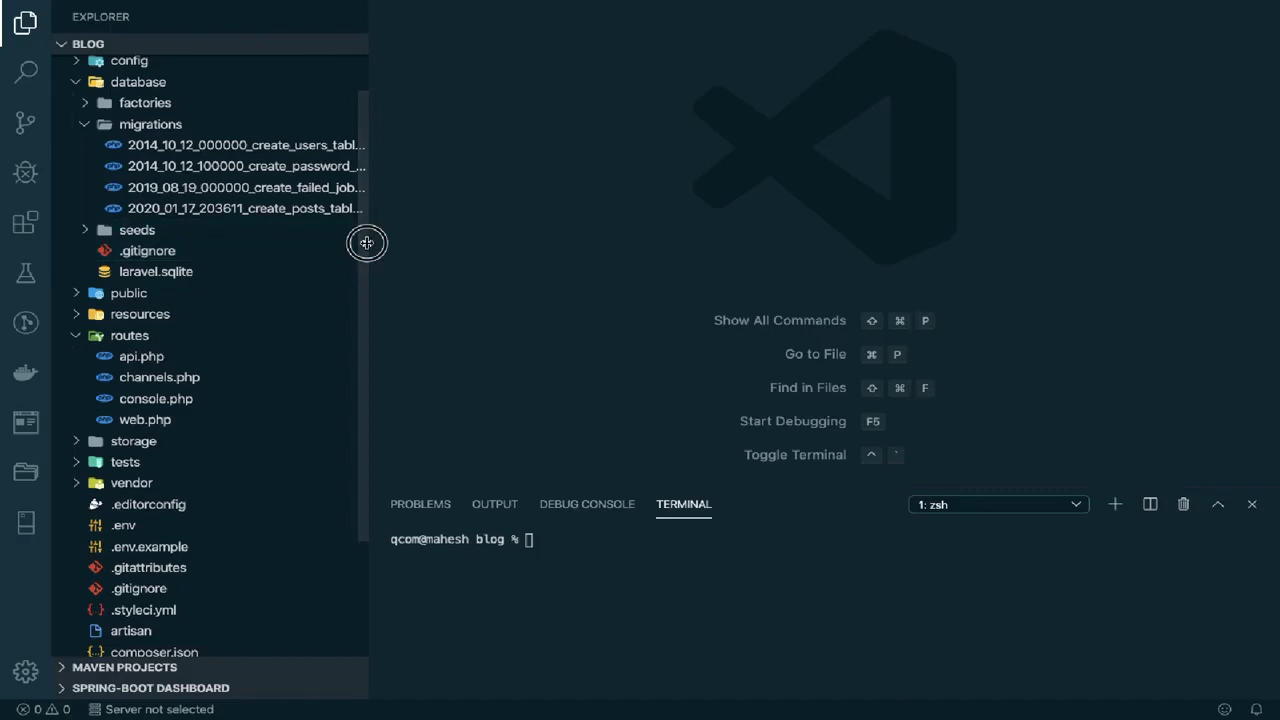 EXPLORER
BLOG
config
database
factories
migrations
2014_10_12_000000_create_users_tabl...
2014_10_12_100000_create_password_...
2019_08_19_000000_create_failed_job...
2020_01_17_203611_create_posts_tabl...
seeds
.gitignore
laravel.sqlite
public
resources
routes
api.php
channels.php
console.php
web.php
storage
tests
vendor
.editorconfig
.env
.env.example
.gitattributes
.gitignore
.styleci.yml
artisan
composer.json
MAVEN PROJECTS
SPRING-BOOT DASHBOARD
Show All Commands ⇧ ⌘ P
Go to File ⌘ P
Find in Files ⇧ ⌘ F
Start Debugging F5
Toggle Terminal ^ `
PROBLEMS OUTPUT DEBUG CONSOLE TERMINAL 1: zsh
qcom@mahesh blog %
0 0 Server not selected